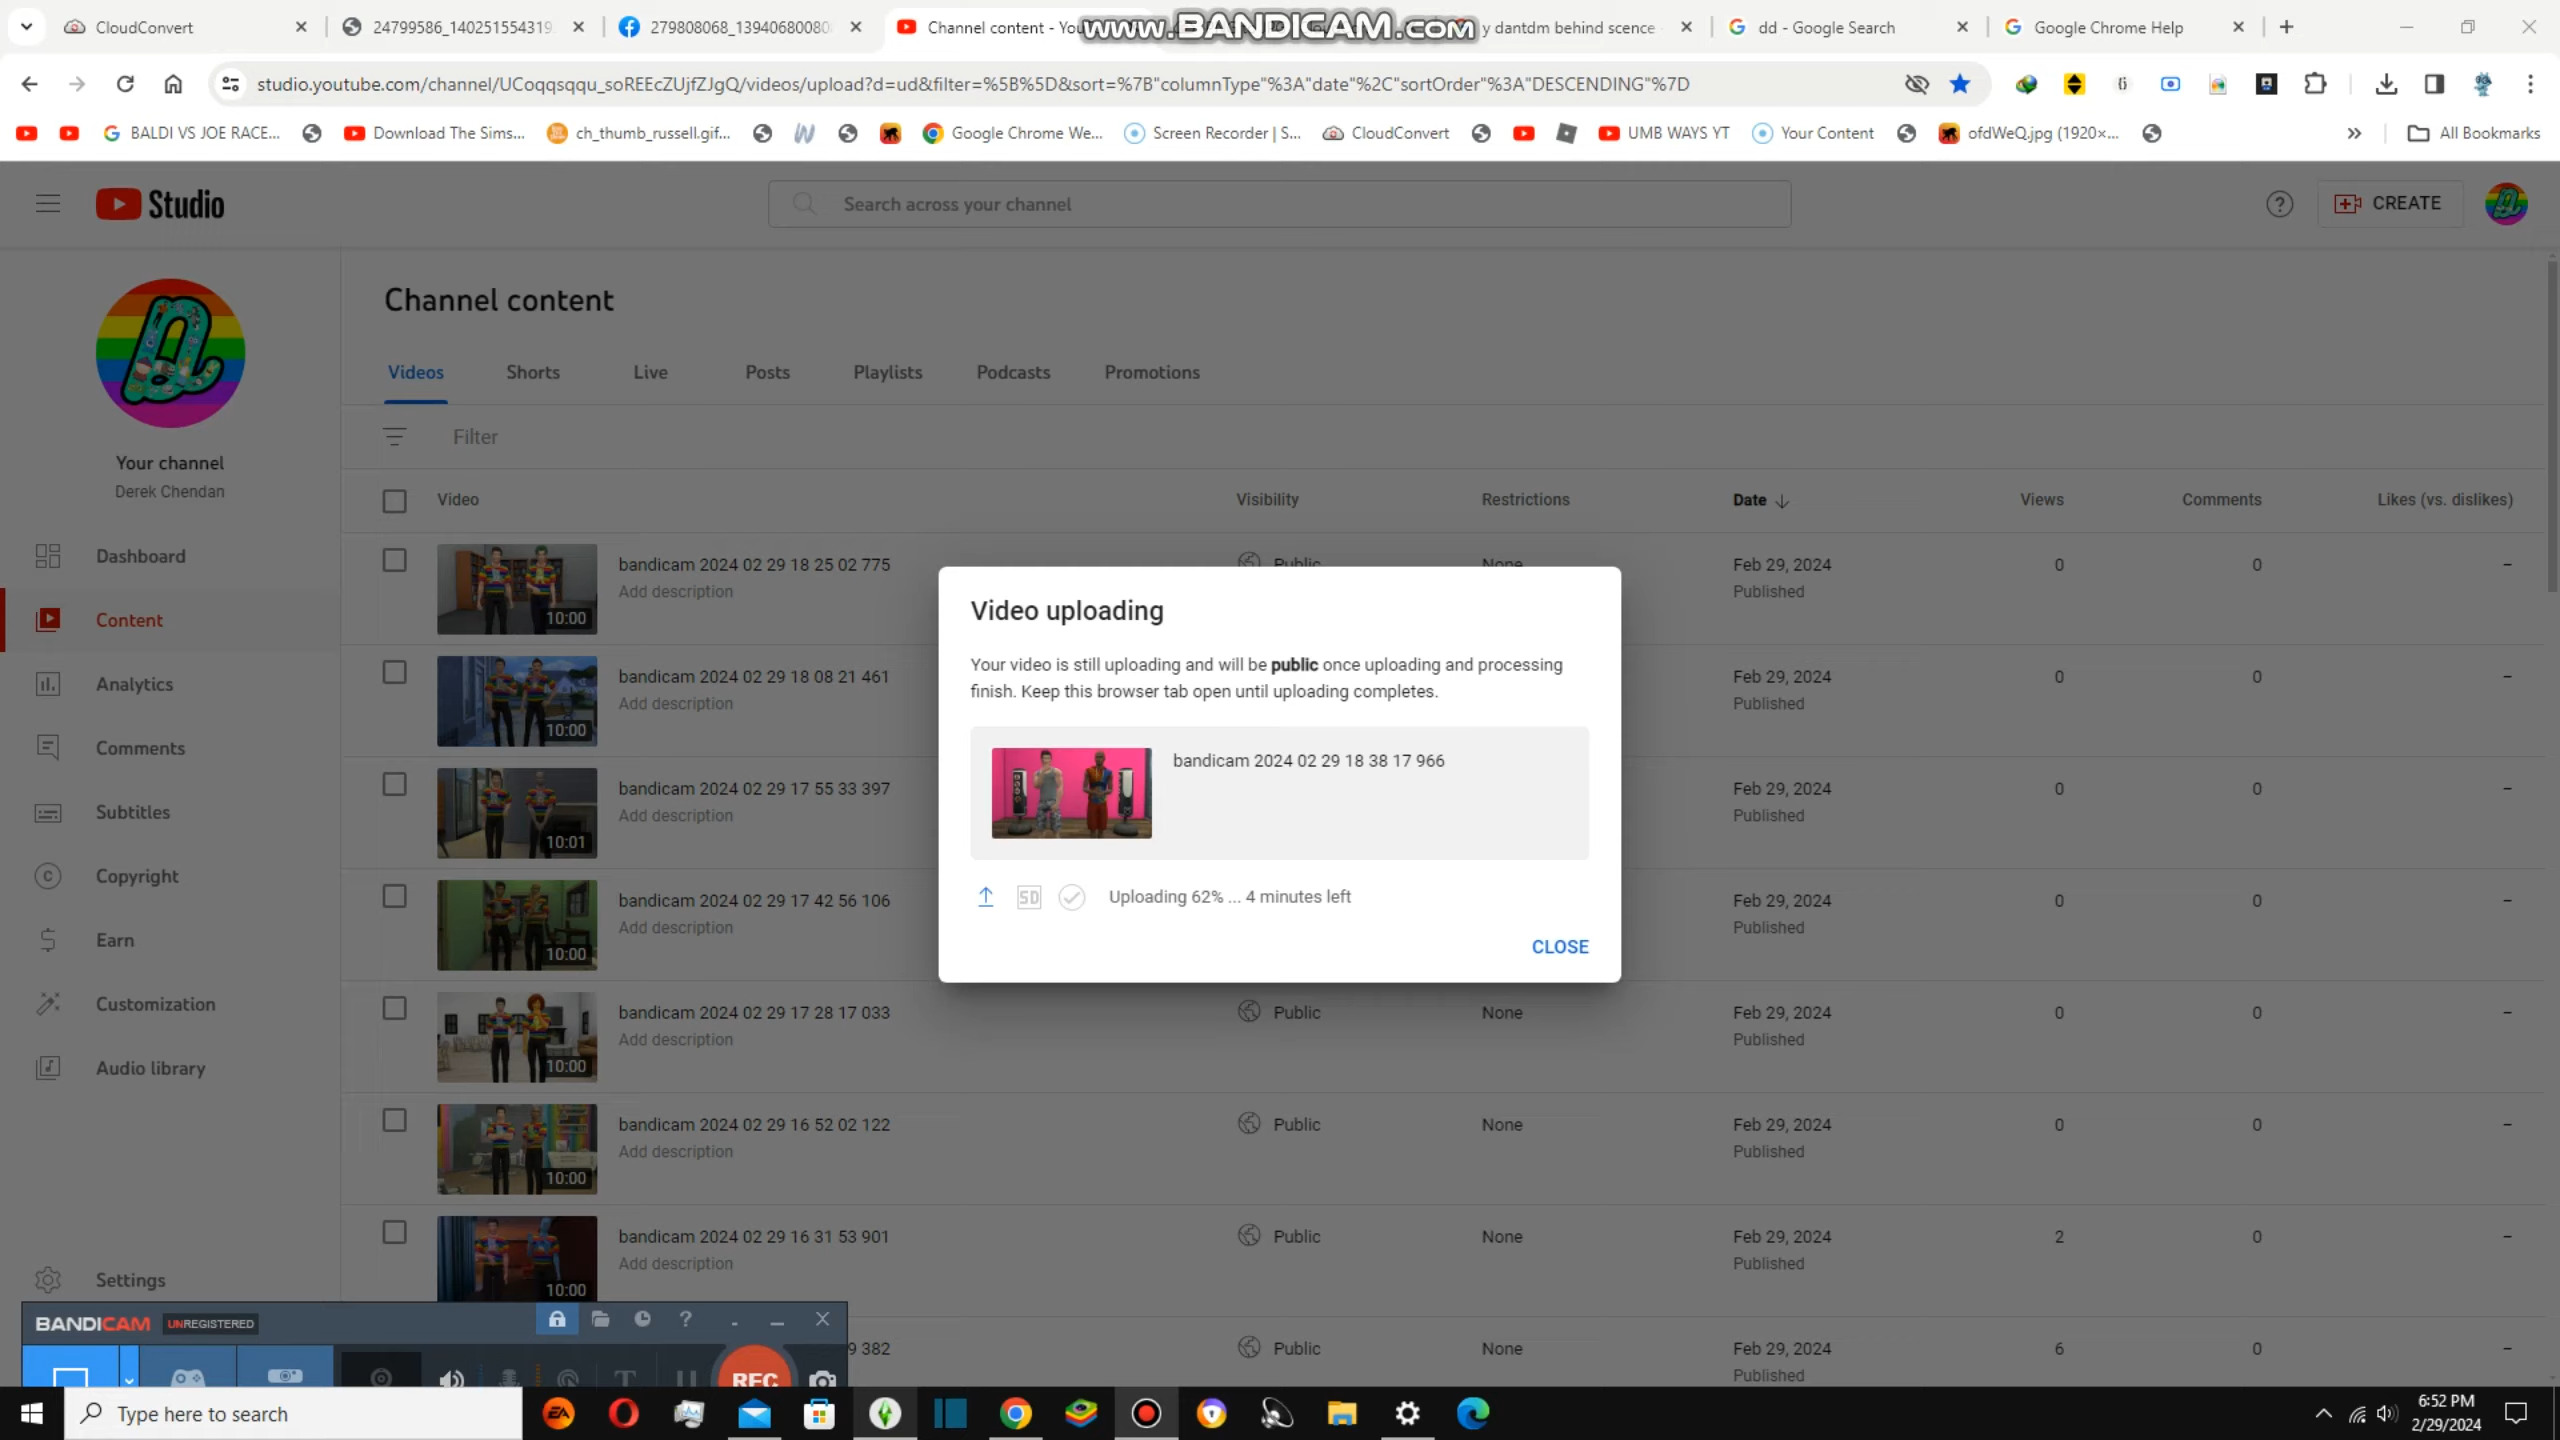 CloudConvert
24799586_140251554319
279808068_13940680080
Channel content - You
www.BANDICAM.com
y dantdm behind scence
dd - Google Search
Google Chrome Help
studio.youtube.com/channel/UCoqqsqqu_soREEcZUjfZJgQ/videos/upload?d=ud&filter=%5B%5D&sort=%7B"columnType"%3A"date"%2C"sortOrder"%3A"DESCENDING"%7D
BALDI VS JOE RACE...
Download The Sims...
ch_thumb_russell.gif...
Google Chrome We...
Screen Recorder | S...
CloudConvert
UMB WAYS YT
Your Content
ofdWeQ.jpg (1920×...
All Bookmarks
Studio
Search across your channel
CREATE
Your channel
Derek Chendan
Dashboard
Content
Analytics
Comments
Subtitles
Copyright
Earn
Customization
Audio library
Settings
Channel content
Videos Shorts Live Posts Playlists Podcasts Promotions
Filter
Video Visibility Restrictions Date Views Comments Likes (vs. dislikes)
10:00
bandicam 2024 02 29 18 25 02 775 Public None Feb 29, 2024 0 0 –
Add description Published
10:00
bandicam 2024 02 29 18 08 21 461 Feb 29, 2024 0 0 –
Add description Published
10:01
bandicam 2024 02 29 17 55 33 397 Feb 29, 2024 0 0 –
Add description Published
10:00
bandicam 2024 02 29 17 42 56 106 Feb 29, 2024 0 0 –
Add description Published
10:00
bandicam 2024 02 29 17 28 17 033 Public None Feb 29, 2024 0 0 –
Add description Published
10:00
bandicam 2024 02 29 16 52 02 122 Public None Feb 29, 2024 0 0 –
Add description Published
10:00
bandicam 2024 02 29 16 31 53 901 Public None Feb 29, 2024 2 0 –
Add description Published
9 382 Public None Feb 29, 2024 6 0 –
Published
Video uploading
Your video is still uploading and will be public once uploading and processing
finish. Keep this browser tab open until uploading completes.
bandicam 2024 02 29 18 38 17 966
SD
Uploading 62% ... 4 minutes left
CLOSE
BANDICAM UNREGISTERED
REC
Type here to search
EA
6:52 PM
2/29/2024